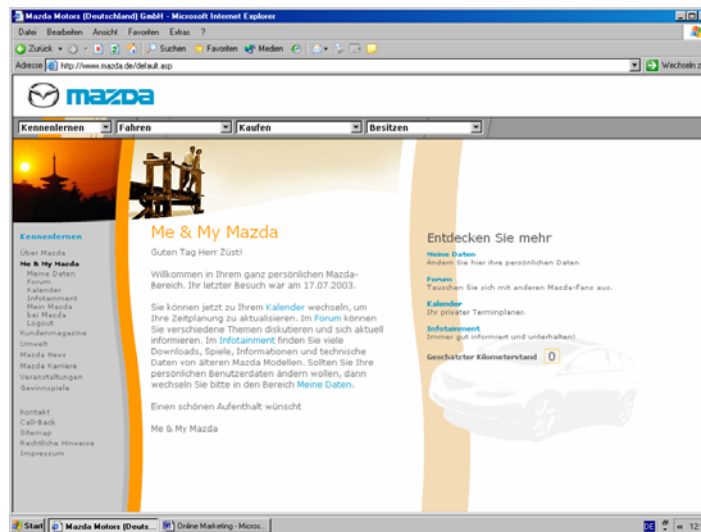 Mazda Motors (Deutschland) GmbH - Microsoft Internet Explorer
Datei Bearbeiten Ansicht Favoriten Extras ?
Zurück Suchen Favoriten Medien
Adresse http://www.mazda.de/default.asp Wechseln z
mazda
Kennenlernen Fahren Kaufen Besitzen
Kennenlernen
Über Mazda
Me & My Mazda
Meine Daten
Forum
Kalender
Infotainment
Mein Mazda
bei Mazda
Logout
Kundenmagazine
Umwelt
Mazda News
Mazda Karriere
Veranstaltungen
Gewinnspiele
Kontakt
Call-Back
Sitemap
Rechtliche Hinweise
Impressum
Me & My Mazda
Guten Tag Herr Züst!
Willkommen in Ihrem ganz persönlichen Mazda-
Bereich. Ihr letzter Besuch war am 17.07.2003.
Sie können jetzt zu Ihrem Kalender wechseln, um
Ihre Zeitplanung zu aktualisieren. Im Forum können
Sie verschiedene Themen diskutieren und sich aktuell
informieren. Im Infotainment finden Sie viele
Downloads, Spiele, Informationen und technische
Daten von älteren Mazda Modellen. Sollten Sie Ihre
persönlichen Benutzerdaten ändern wollen, dann
wechseln Sie bitte in den Bereich Meine Daten.
Einen schönen Aufenthalt wünscht
Me & My Mazda
Entdecken Sie mehr
Meine Daten
Ändern Sie hier ihre persönlichen Daten
Forum
Tauschen Sie sich mit anderen Mazda-Fans aus.
Kalender
Ihr privater Terminplaner.
Infotainment
Immer gut informiert und unterhalten!
Geschätzter Kilometerstand 0
Start Mazda Motors (Deuts... Online Marketing - Micros... DE « 12: